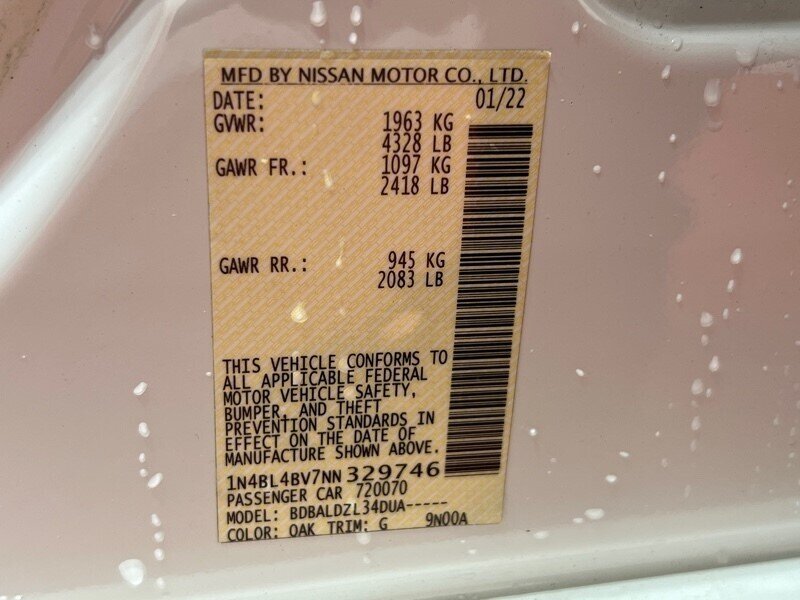 MFD BY NISSAN MOTOR CO., LTD.
DATE: 01/22
GVWR: 1963 KG
4328 LB
GAWR FR.: 1097 KG
2418 LB
GAWR RR.: 945 KG
2083 LB
THIS VEHICLE CONFORMS TO
ALL APPLICABLE FEDERAL
MOTOR VEHICLE SAFETY,
BUMPER, AND THEFT
PREVENTION STANDARDS IN
EFFECT ON THE DATE OF
MANUFACTURE SHOWN ABOVE.
1N4BL4BV7NN329746
PASSENGER CAR 720070
MODEL: BDBALDZL34DUA-----
COLOR: OAK TRIM: G 9N00A